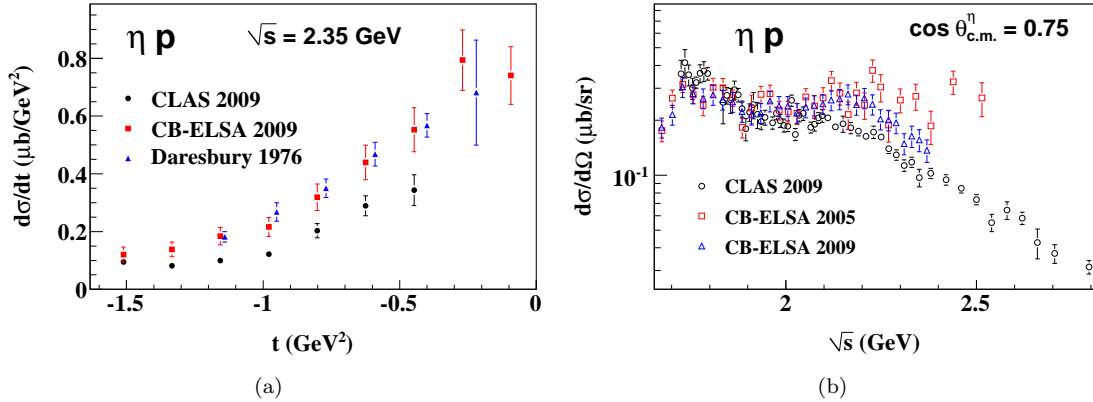 η p
√s = 2.35 GeV
CLAS 2009
CB-ELSA 2009
Daresbury 1976
dσ/dt (μb/GeV²)
0.8
0.6
0.4
0.2
0
-1.5 -1 -0.5 0
t (GeV²)
(a)
η p
cos θ^η_c.m. = 0.75
dσ/dΩ (μb/sr)
10⁻¹
CLAS 2009
CB-ELSA 2005
CB-ELSA 2009
2 2.5
√s (GeV)
(b)